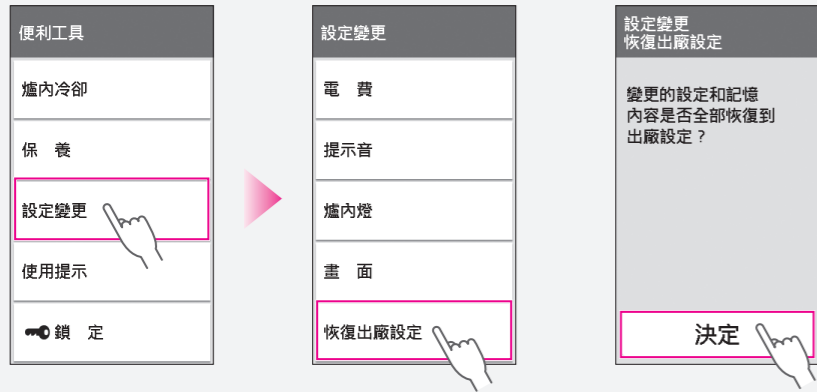 便利工具
爐內冷卻
保　養
設定變更
使用提示
鎖　定
設定變更
電　費
提示音
爐內燈
畫　面
恢復出廠設定
設定變更
恢復出廠設定
變更的設定和記憶
內容是否全部恢復到
出廠設定？
決定